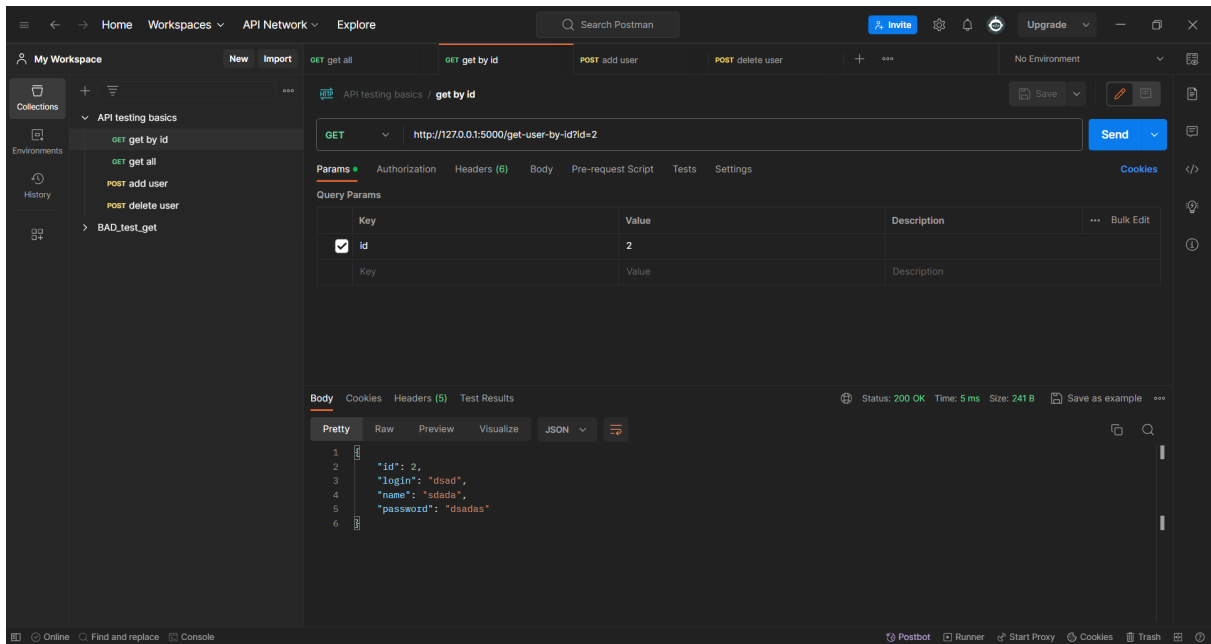 Home Workspaces API Network Explore Search Postman Invite Upgrade
My Workspace New Import GET get all GET get by id POST add user POST delete user No Environment
Collections
Environments
History
API testing basics
GET get by id
GET get all
POST add user
POST delete user
BAD_test_get
HTTP API testing basics / get by id Save
GET http://127.0.0.1:5000/get-user-by-id?id=2 Send
Params Authorization Headers (6) Body Pre-request Script Tests Settings Cookies
Query Params
Key Value Description Bulk Edit
id 2
Key Value Description
Body Cookies Headers (5) Test Results Status: 200 OK Time: 5 ms Size: 241 B Save as example
Pretty Raw Preview Visualize JSON
1 {
2 "id": 2,
3 "login": "dsad",
4 "name": "sdada",
5 "password": "dsadas"
6 }
Online Find and replace Console Postbot Runner Start Proxy Cookies Trash